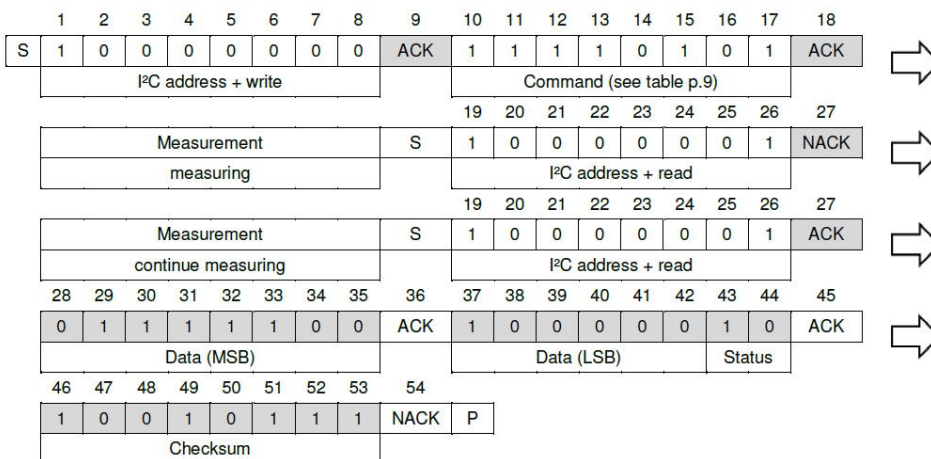 1 2 3 4 5 6 7 8 9 10 11 12 13 14 15 16 17 18
S 1 0 0 0 0 0 0 0 ACK 1 1 1 1 0 1 0 1 ACK
I²C address + write Command (see table p.9)
19 20 21 22 23 24 25 26 27
Measurement S 1 0 0 0 0 0 0 1 NACK
measuring I²C address + read
19 20 21 22 23 24 25 26 27
Measurement S 1 0 0 0 0 0 0 1 ACK
continue measuring I²C address + read
28 29 30 31 32 33 34 35 36 37 38 39 40 41 42 43 44 45
0 1 1 1 1 1 0 0 ACK 1 0 0 0 0 0 1 0 ACK
Data (MSB) Data (LSB) Status
46 47 48 49 50 51 52 53 54
1 0 0 1 0 1 1 1 NACK P
Checksum